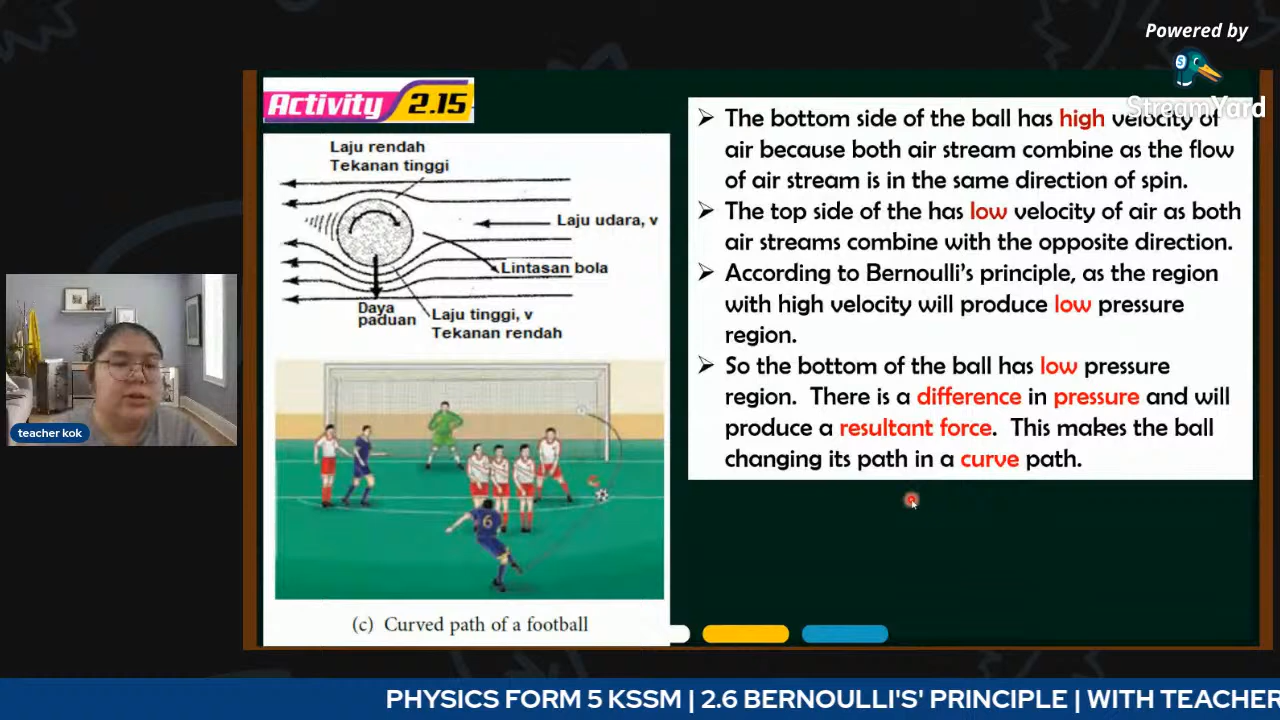 Powered by
StreamYard
Activity 2.15
Laju rendah
Tekanan tinggi
Laju udara, v
Lintasan bola
Daya
paduan
Laju tinggi, v
Tekanan rendah
6
(c) Curved path of a football
➢ The bottom side of the ball has high velocity of
air because both air stream combine as the flow
of air stream is in the same direction of spin.
➢ The top side of the has low velocity of air as both
air streams combine with the opposite direction.
➢ According to Bernoulli's principle, as the region
with high velocity will produce low pressure
region.
➢ So the bottom of the ball has low pressure
region. There is a difference in pressure and will
produce a resultant force. This makes the ball
changing its path in a curve path.
teacher kok
PHYSICS FORM 5 KSSM | 2.6 BERNOULLI'S' PRINCIPLE | WITH TEACHER